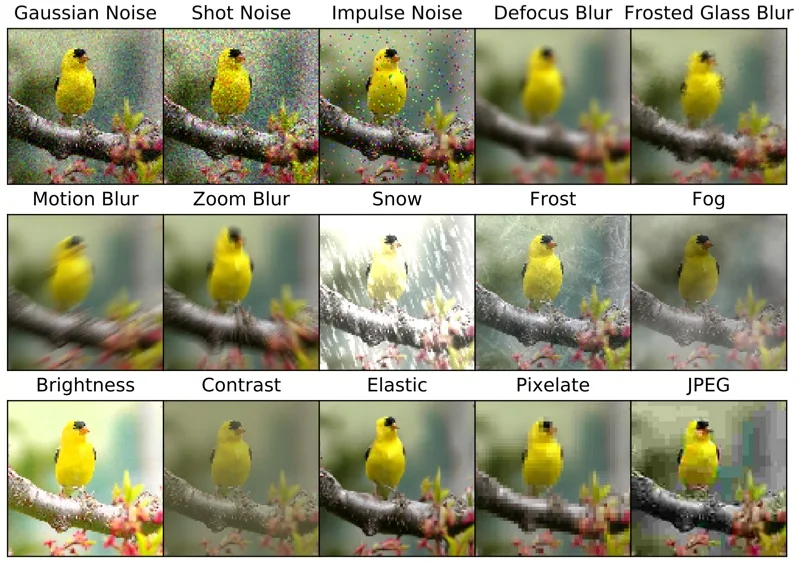 Gaussian Noise Shot Noise Impulse Noise Defocus Blur Frosted Glass Blur
Motion Blur Zoom Blur Snow Frost Fog
Brightness Contrast Elastic Pixelate JPEG